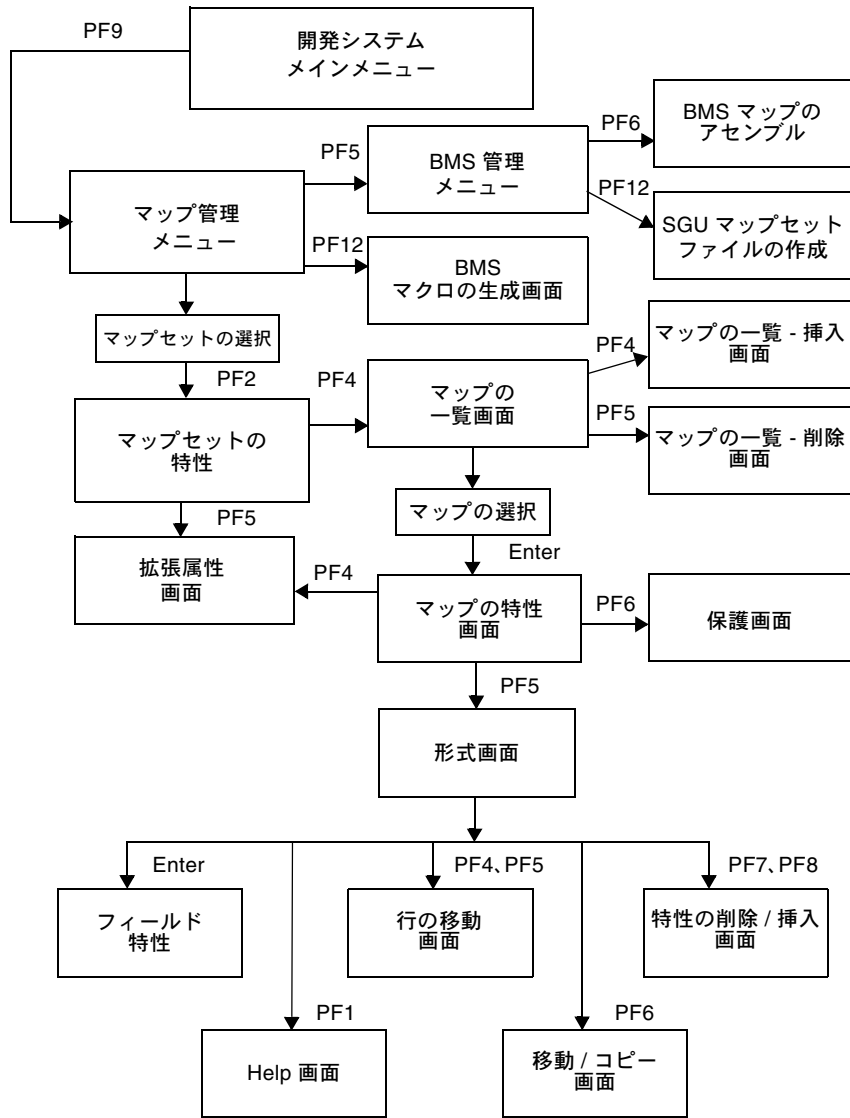 PF9
開発システム
メインメニュー
PF5
BMS 管理
メニュー
PF6
BMS マップの
アセンブル
PF12
SGU マップセット
ファイルの作成
マップ管理
メニュー
PF12
BMS
マクロの生成画面
マップセットの選択
PF2
PF4
マップの
一覧画面
PF4
マップの一覧 - 挿入
画面
PF5
マップの一覧 - 削除
画面
マップセットの
特性
マップの選択
PF5
Enter
拡張属性
画面
PF4
マップの特性
画面
PF6
保護画面
PF5
形式画面
Enter
PF4、PF5
PF7、PF8
フィールド
特性
行の移動
画面
特性の削除 / 挿入
画面
PF1
PF6
Help 画面
移動 / コピー
画面